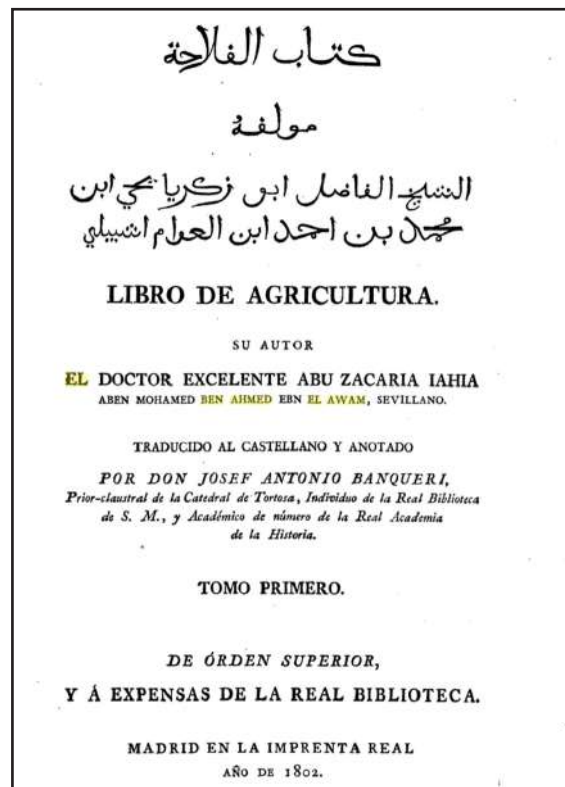 كتاب الفلاحة
مولفه
الشيخ الفاضل ابو زكريا يحيى ابن
محمد بن احمد ابن العوام اشبيلي
LIBRO DE AGRICULTURA.
SU AUTOR
EL DOCTOR EXCELENTE ABU ZACARIA IAHIA
ABEN MOHAMED BEN AHMED EBN EL AWAM, SEVILLANO.
TRADUCIDO AL CASTELLANO Y ANOTADO
POR DON JOSEF ANTONIO BANQUERI,
Prior-claustral de la Catedral de Tortosa, Individuo de la Real Biblioteca
de S. M., y Académico de número de la Real Academia
de la Historia.
TOMO PRIMERO.
DE ÓRDEN SUPERIOR,
Y Á EXPENSAS DE LA REAL BIBLIOTECA.
MADRID EN LA IMPRENTA REAL
AÑO DE 1802.